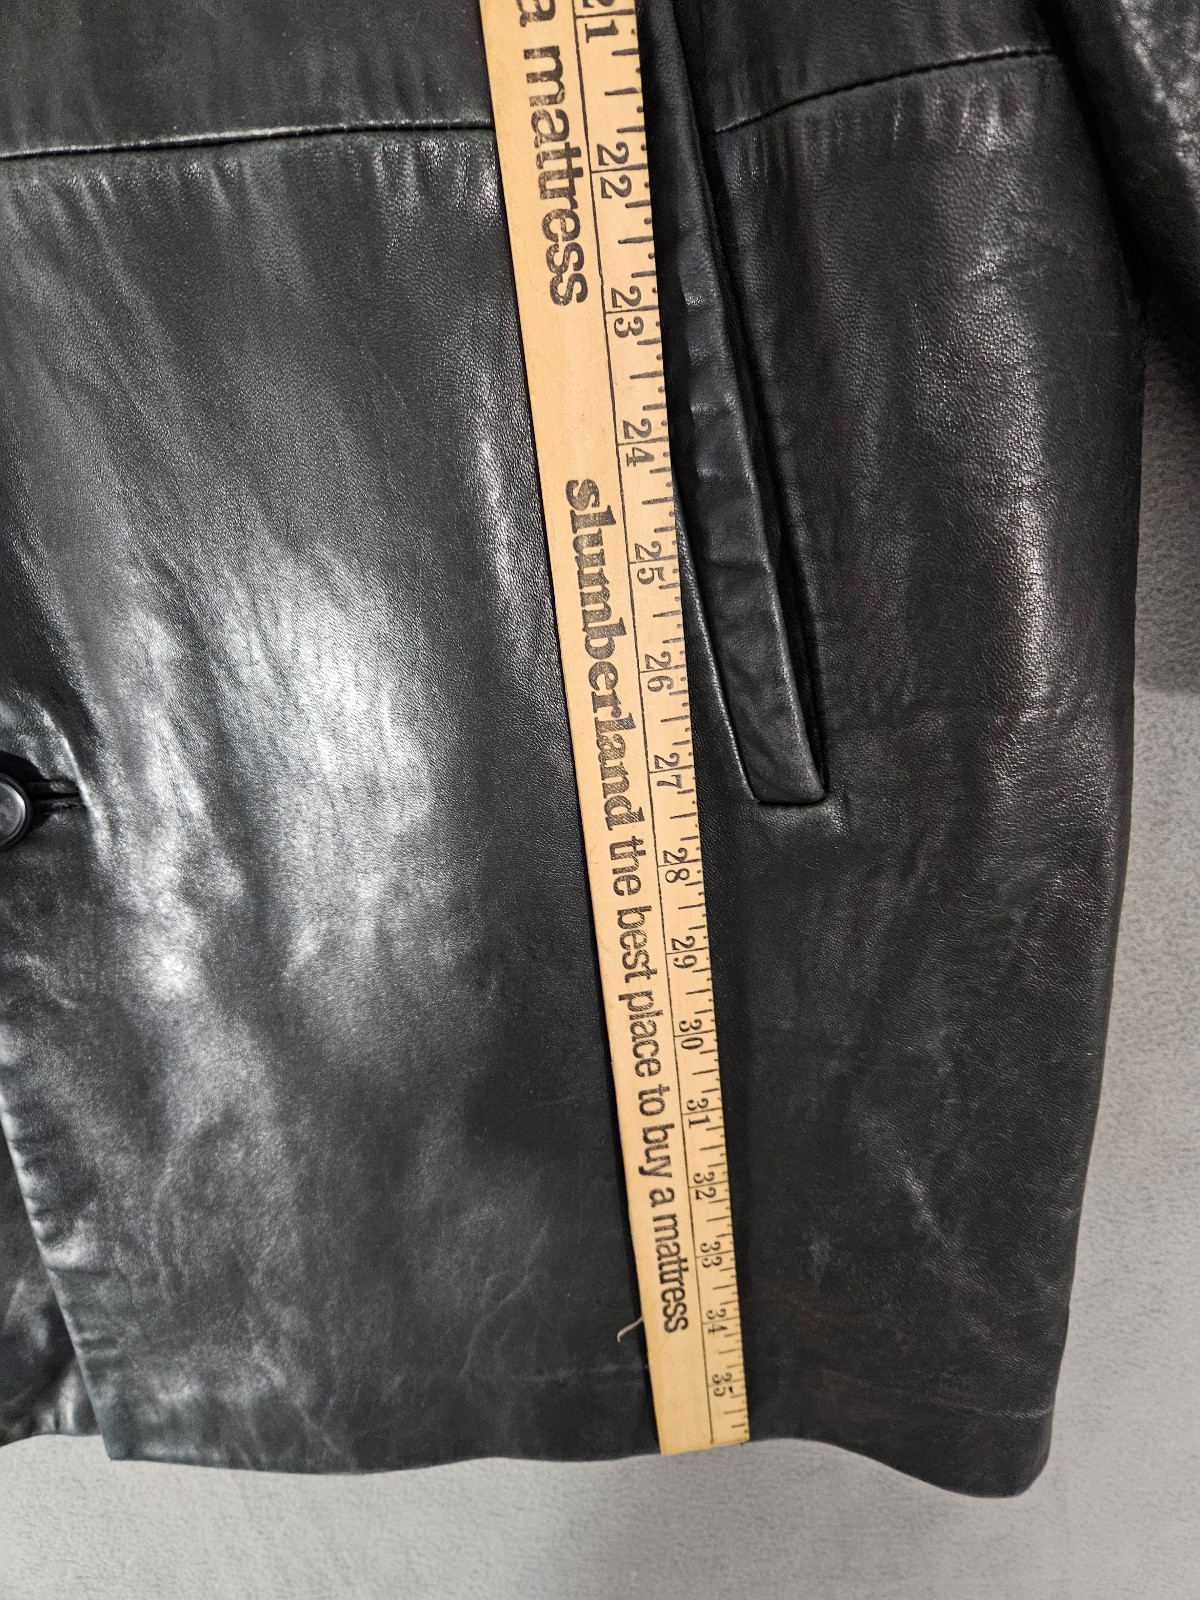 a mattress slumberland the best place to buy a mattress
21 22 23 24 25 26 27 28 29 30 31 32 33 34 35